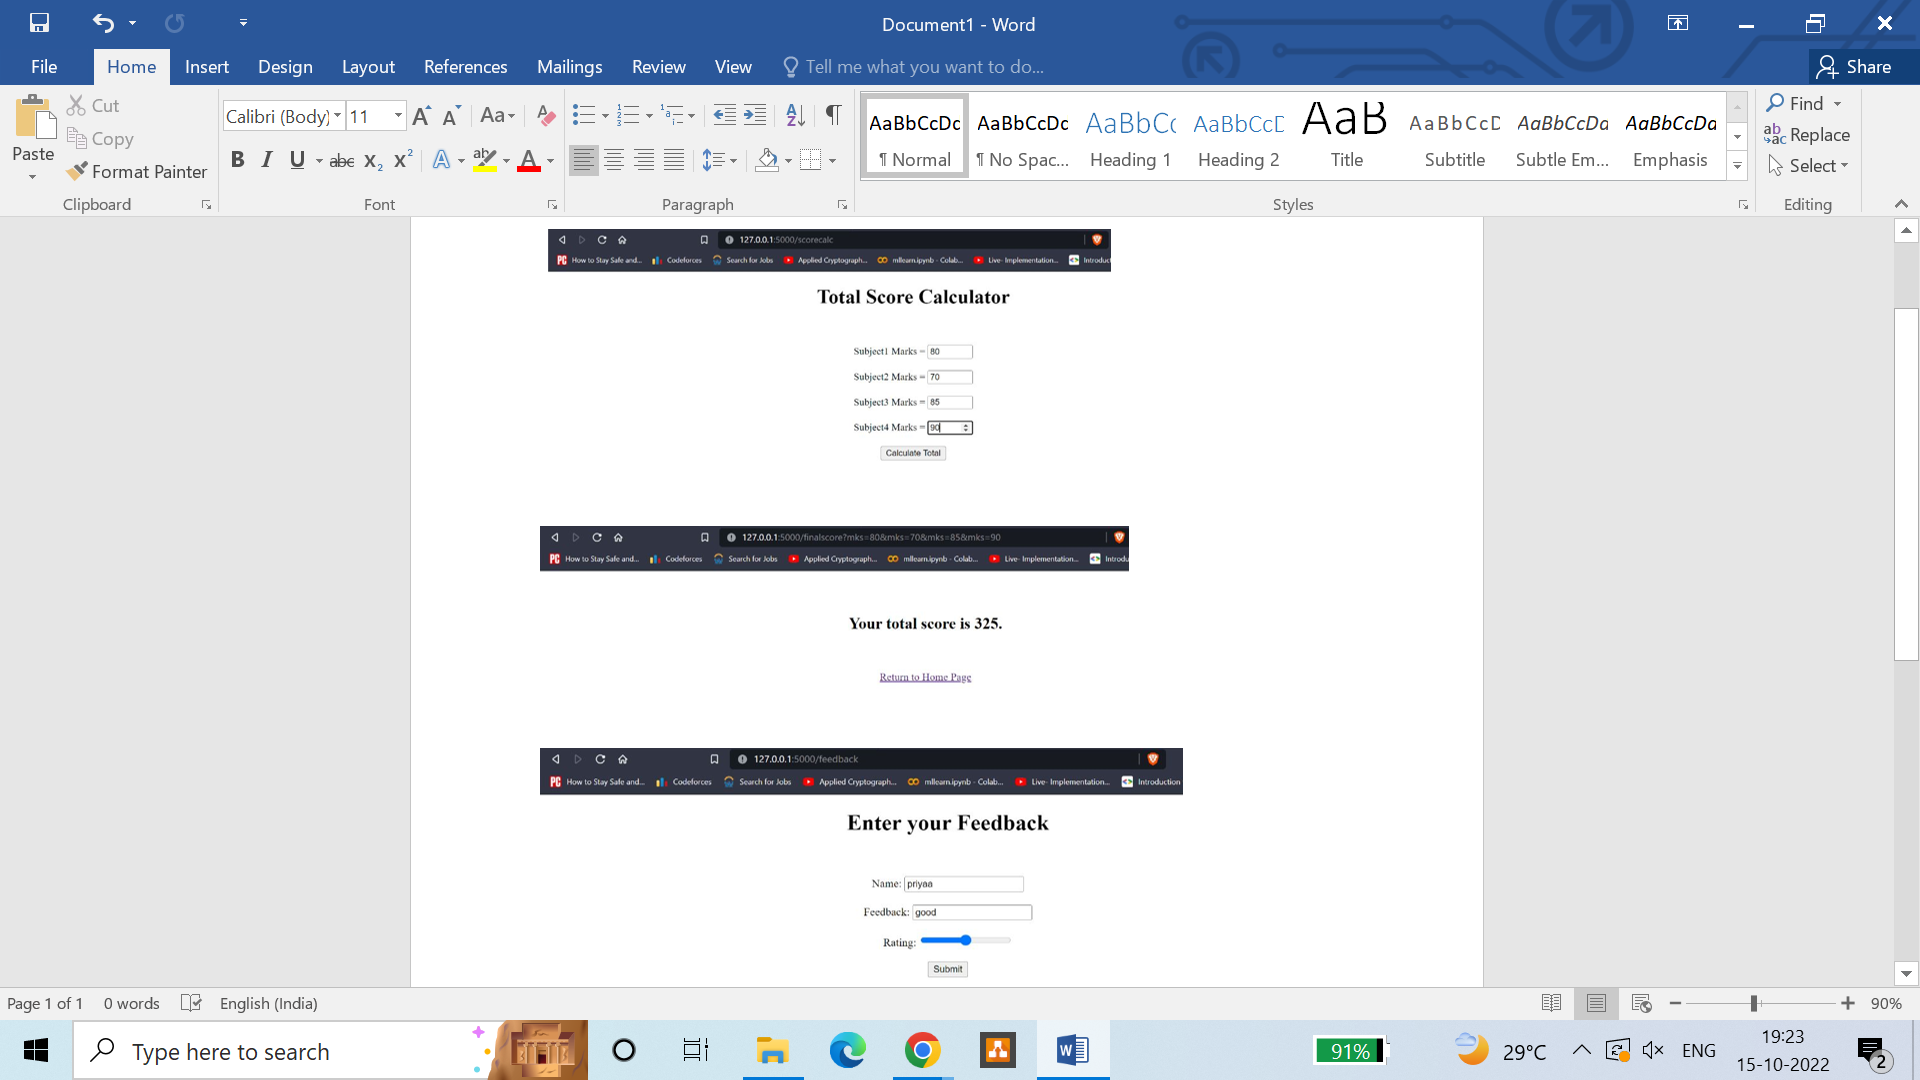 Document1 - Word
File Home Insert Design Layout References Mailings Review View Tell me what you want to do... Share
Paste Cut Copy Format Painter
Calibri (Body) 11
AaBbCcDc AaBbCcDc AaBbCc AaBbCcD AaB AaBbCcD AaBbCcDa AaBbCcDa
¶ Normal ¶ No Spac... Heading 1 Heading 2 Title Subtitle Subtle Em... Emphasis
Find Replace Select
Clipboard Font Paragraph Styles Editing
127.0.0.1:5000/scorecalc
How to Stay Safe and... Codeforces Search for Jobs Applied Cryptograph... mllearn.ipynb - Colab... Live- Implementation... Introduc
Total Score Calculator
Subject1 Marks = 80
Subject2 Marks = 70
Subject3 Marks = 85
Subject4 Marks = 90
Calculate Total
127.0.0.1:5000/finalscore?mks=80&mks=70&mks=85&mks=90
How to Stay Safe and... Codeforces Search for Jobs Applied Cryptograph... mllearn.ipynb - Colab... Live- Implementation... Introdu
Your total score is 325.
Return to Home Page
127.0.0.1:5000/feedback
How to Stay Safe and... Codeforces Search for Jobs Applied Cryptograph... mllearn.ipynb - Colab... Live- Implementation... Introduction
Enter your Feedback
Name: priyaa
Feedback: good
Rating:
Submit
Page 1 of 1 0 words English (India) 90%
Type here to search 91% 29°C ENG 19:23
15-10-2022 2